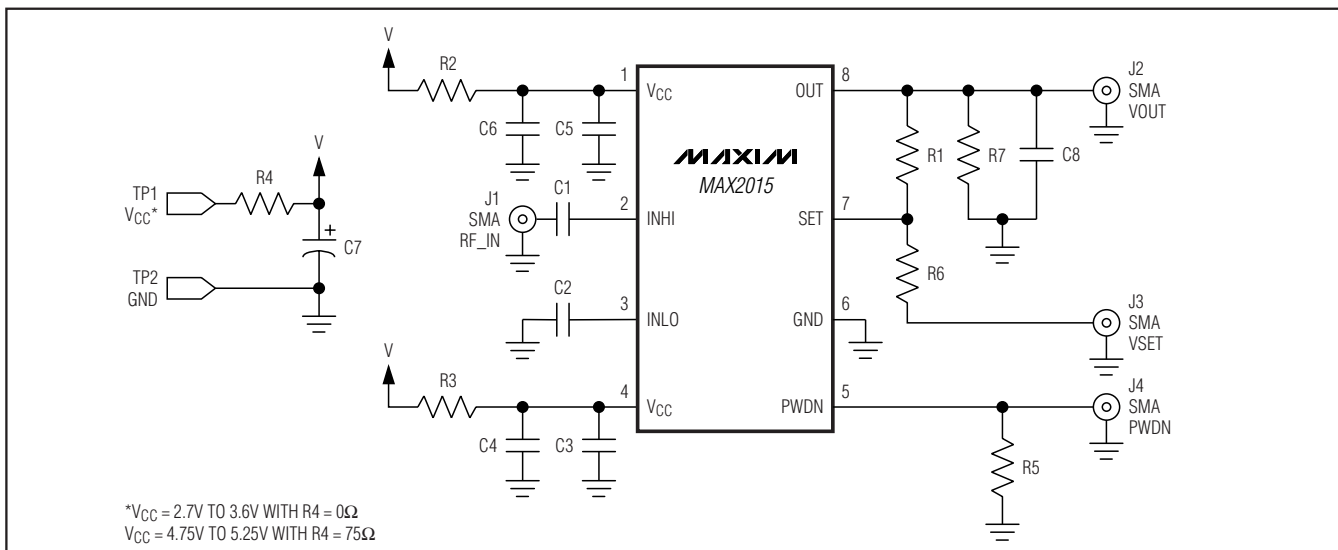 V
R2
1
VCC
C6
C5
V
R4
TP1
VCC*
+
C7
TP2
GND
J1
SMA
RF_IN
C1
2
INHI
C2
3
INLO
V
R3
4
VCC
C4
C3
MAXIM
MAX2015
OUT
8
J2
SMA
VOUT
R1
R7
C8
SET
7
R6
GND
6
J3
SMA
VSET
PWDN
5
J4
SMA
PWDN
R5
*VCC = 2.7V TO 3.6V WITH R4 = 0Ω
VCC = 4.75V TO 5.25V WITH R4 = 75Ω